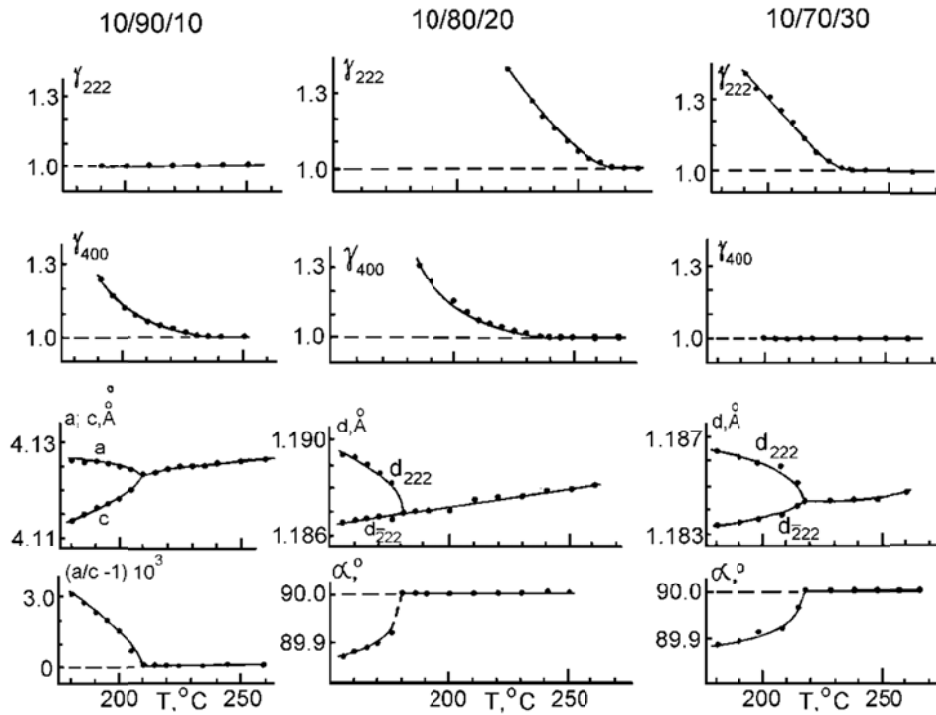 10/90/10 10/80/20 10/70/30
γ222 γ222 γ222
1.3 1.3
1.0 1.0 1.0
γ400 γ400 γ400
1.3 1.3 1.3
1.0 1.0 1.0
a; c,Å d,Å d,Å
4.13 1.190 1.187
a d222 d222
c d2̄22 d2̄22
4.11 1.186 1.183
(a/c -1) 10³ α,° α,°
3.0 90.0 90.0
89.9 89.9
0
200 T,°C 250 200 T,°C 250 200 T,°C 250